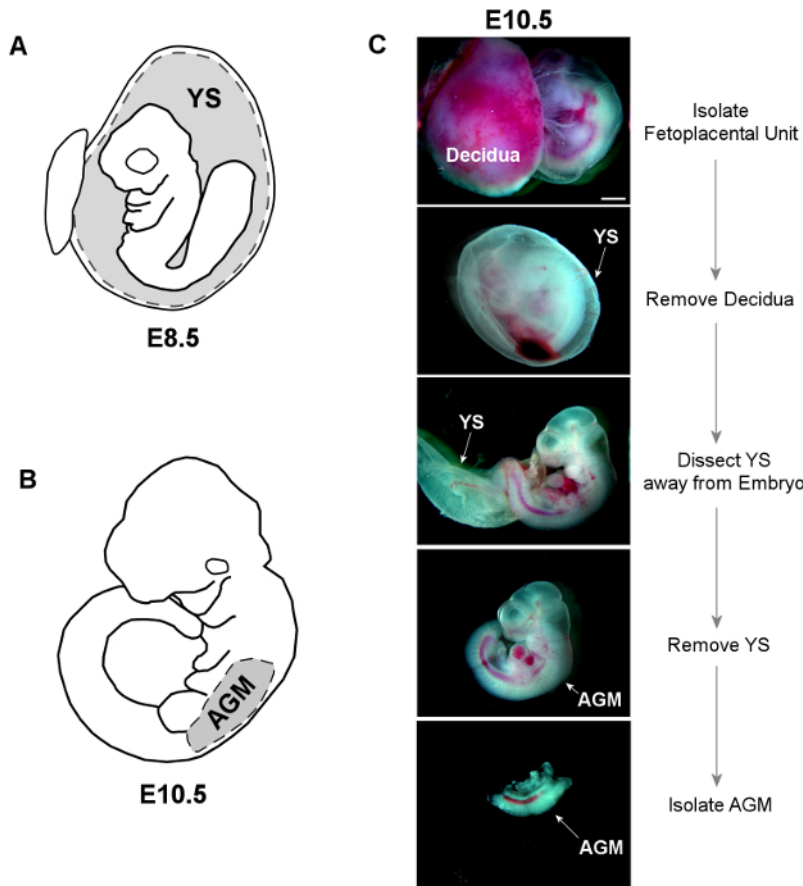 A
YS
E8.5
B
AGM
E10.5
C
E10.5
Decidua
Isolate
Fetoplacental Unit
YS
Remove Decidua
YS
Dissect YS
away from Embryo
AGM
Remove YS
AGM
Isolate AGM